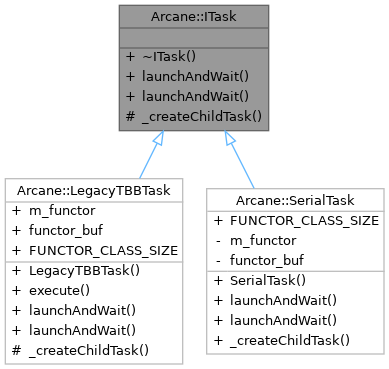 Arcane::ITask
+ ~ITask()
+ launchAndWait()
+ launchAndWait()
# _createChildTask()
Arcane::LegacyTBBTask
+ m_functor
+ functor_buf
+ FUNCTOR_CLASS_SIZE
+ LegacyTBBTask()
+ execute()
+ launchAndWait()
+ launchAndWait()
# _createChildTask()
Arcane::SerialTask
+ FUNCTOR_CLASS_SIZE
- m_functor
- functor_buf
+ SerialTask()
+ launchAndWait()
+ launchAndWait()
+ _createChildTask()